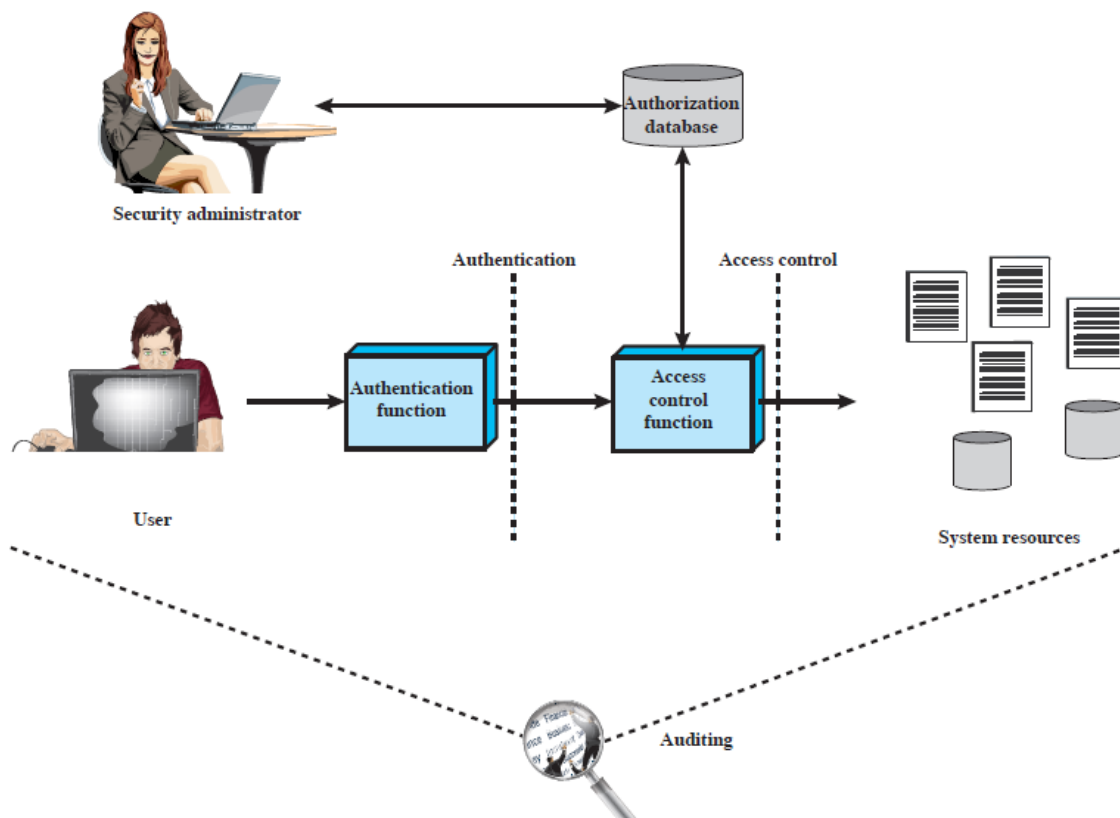 Authorization
database
Security administrator
Authentication
Access control
Authentication
function
Access
control
function
User
System resources
Auditing